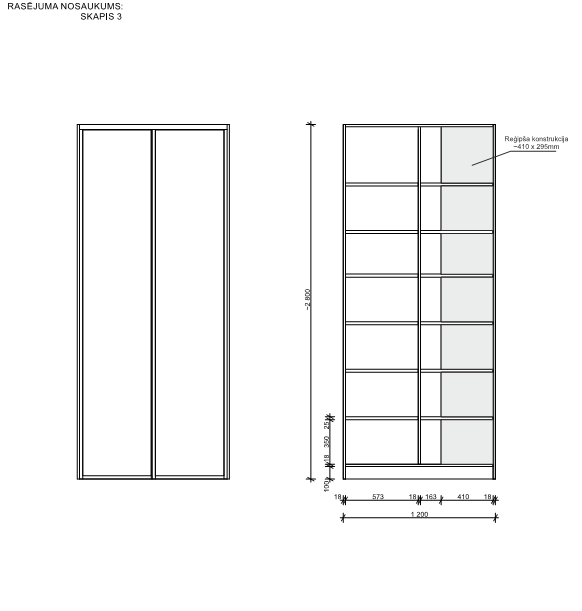 RASĒJUMA NOSAUKUMS:
SKAPIS 3
Reģipša konstrukcija
~410 x 295mm
~2 800
25
350
18
100
18 573 18 163 410 18
1 200